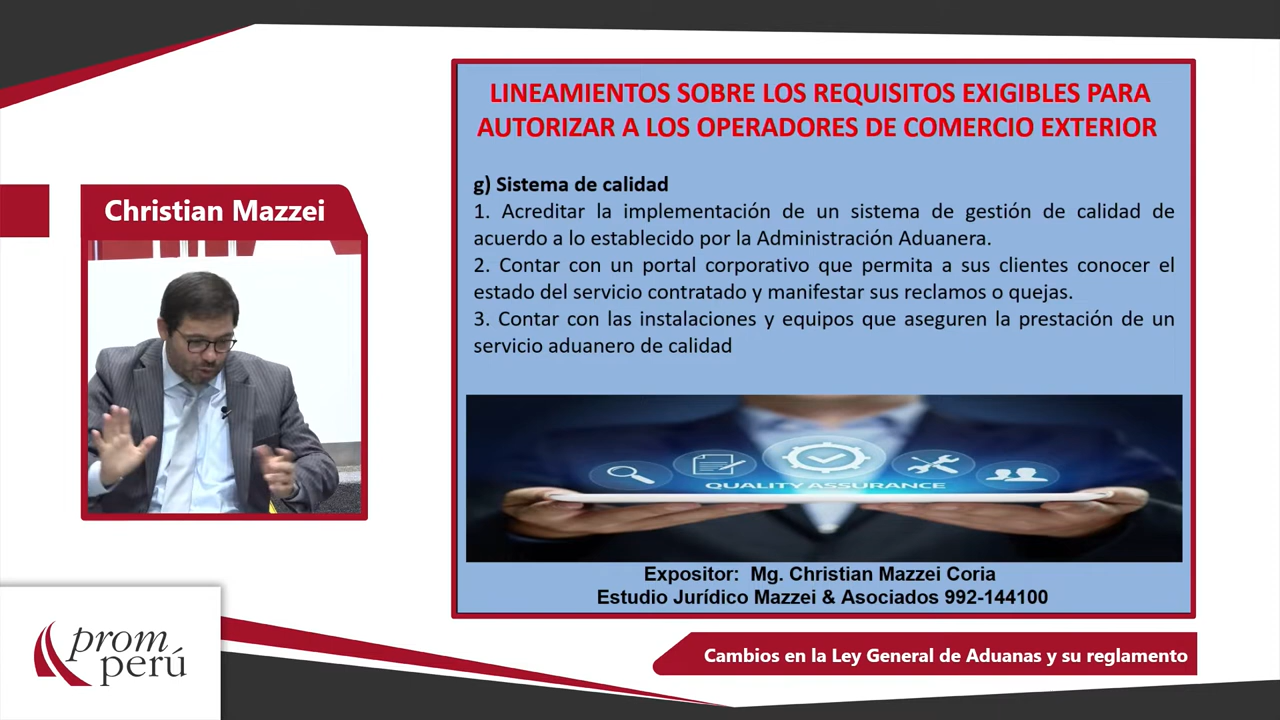 LINEAMIENTOS SOBRE LOS REQUISITOS EXIGIBLES PARA
AUTORIZAR A LOS OPERADORES DE COMERCIO EXTERIOR
g) Sistema de calidad
1. Acreditar la implementación de un sistema de gestión de calidad de
acuerdo a lo establecido por la Administración Aduanera.
2. Contar con un portal corporativo que permita a sus clientes conocer el
estado del servicio contratado y manifestar sus reclamos o quejas.
3. Contar con las instalaciones y equipos que aseguren la prestación de un
servicio aduanero de calidad
QUALITY ASSURANCE
Expositor: Mg. Christian Mazzei Coria
Estudio Jurídico Mazzei & Asociados 992-144100
Christian Mazzei
prom
perú
Cambios en la Ley General de Aduanas y su reglamento